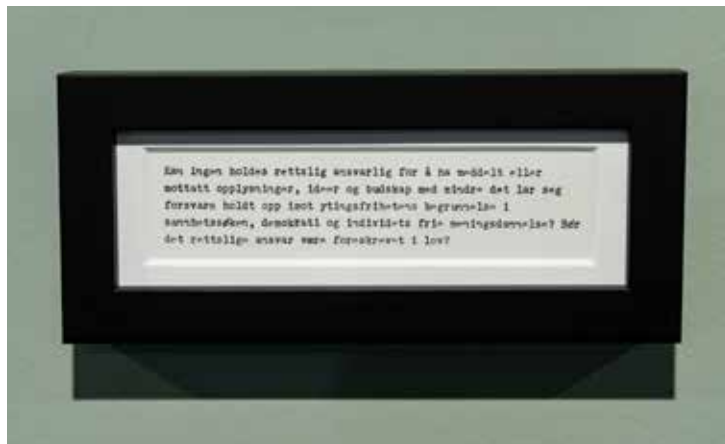 Kan ingen holdes rettslig ansvarlig for å ha meddelt eller
mottatt opplysninger, ideer og budskap med mindre det lar seg
forsvare holdt opp imot ytingsfrihetens begrunnelse i
sannhetssøken, demokrati og individets frie meningsdannelse? Bør
det rettslige ansvar være foreskrevet i lov?